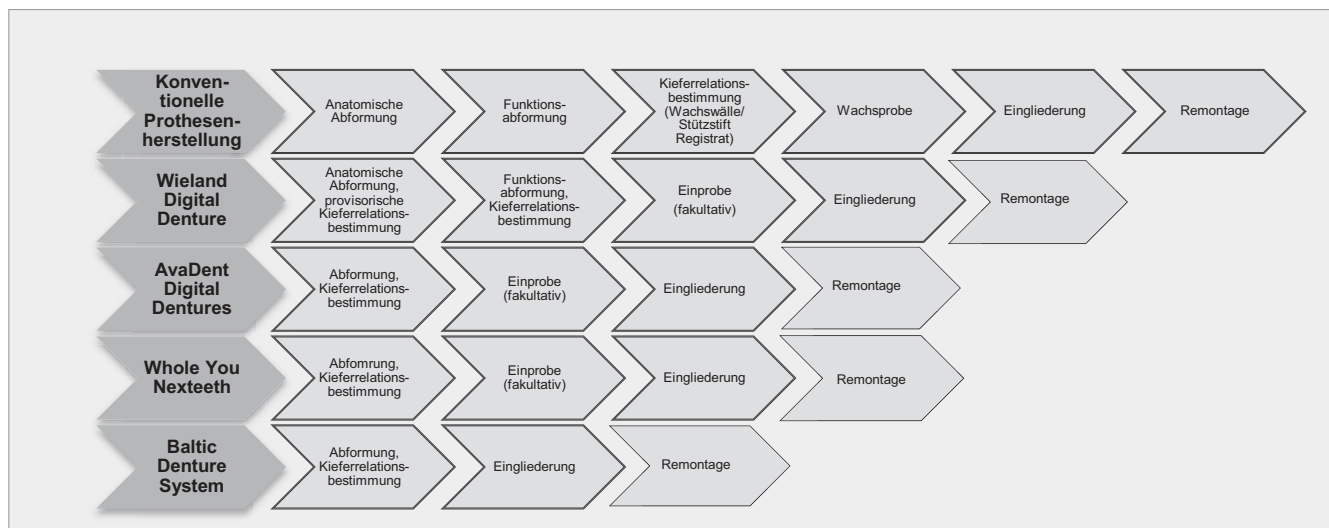 Konven-
tionelle
Prothesen-
herstellung
Anatomische
Abformung
Funktions-
abformung
Kieferrelations-
bestimmung
(Wachswälle/
Stützstift
Registrat)
Wachsprobe
Eingliederung
Remontage
Wieland
Digital
Denture
Anatomische
Abformung,
provisorische
Kieferrelations-
bestimmung
Funktions-
abformung,
Kieferrelations-
bestimmung
Einprobe
(fakultativ)
Eingliederung
Remontage
AvaDent
Digital
Dentures
Abformung,
Kieferrelations-
bestimmung
Einprobe
(fakultativ)
Eingliederung
Remontage
Whole You
Nexteeth
Abfomrung,
Kieferrelations-
bestimmung
Einprobe
(fakultativ)
Eingliederung
Remontage
Baltic
Denture
System
Abformung,
Kieferrelations-
bestimmung
Eingliederung
Remontage